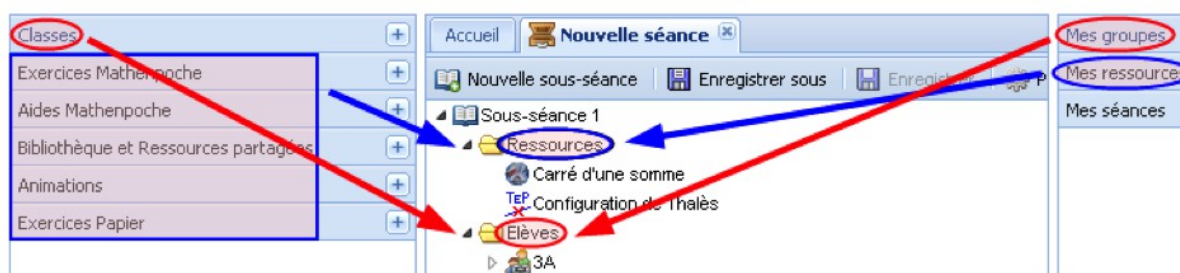 Classes
Exercices Mathenpoche
Aides Mathenpoche
Bibliothèque et Ressources partagées
Animations
Exercices Papier
Accueil Nouvelle séance
Nouvelle sous-séance Enregistrer sous Enregistrer P
Sous-séance 1
Ressources
Carré d'une somme
TEP Configuration de Thalès
Elèves
3A
Mes groupes
Mes ressource
Mes séances